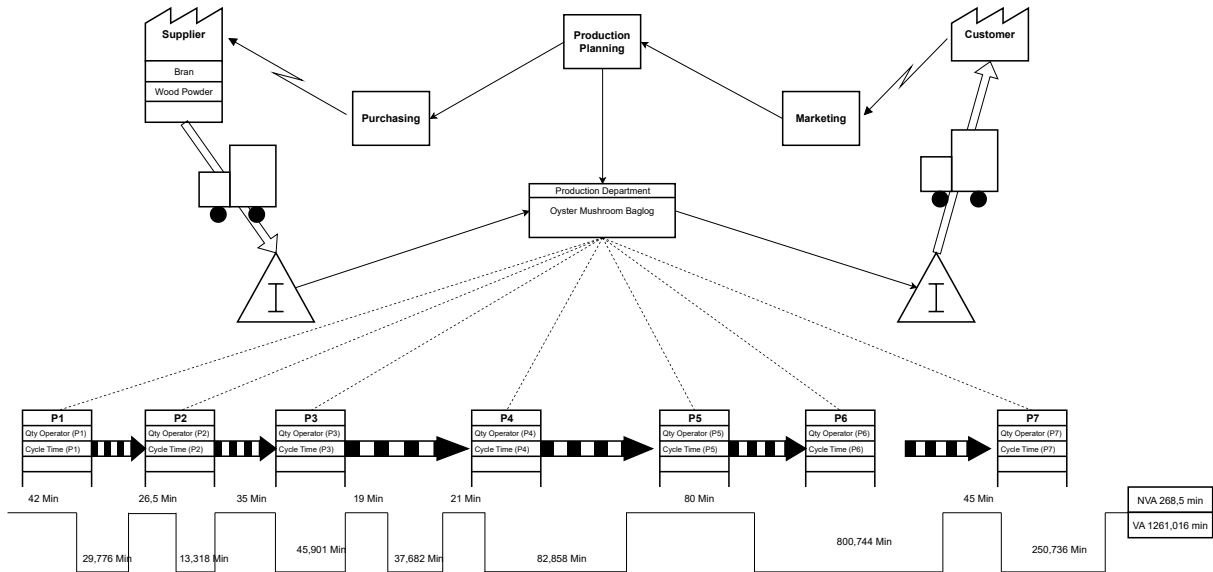 Supplier
Bran
Wood Powder
Production
Planning
Customer
Purchasing
Marketing
Production Department
Oyster Mushroom Baglog
I
I
P1
Qty Operator (P1)
Cycle Time (P1)
P2
Qty Operator (P2)
Cycle Time (P2)
P3
Qty Operator (P3)
Cycle Time (P3)
P4
Qty Operator (P4)
Cycle Time (P4)
P5
Qty Operator (P5)
Cycle Time (P5)
P6
Qty Operator (P6)
Cycle Time (P6)
P7
Qty Operator (P7)
Cycle Time (P7)
42 Min
26,5 Min
35 Min
19 Min
21 Min
80 Min
45 Min
NVA 268,5 min
VA 1261,016 min
29,776 Min
13,318 Min
45,901 Min
37,682 Min
82,858 Min
800,744 Min
250,736 Min